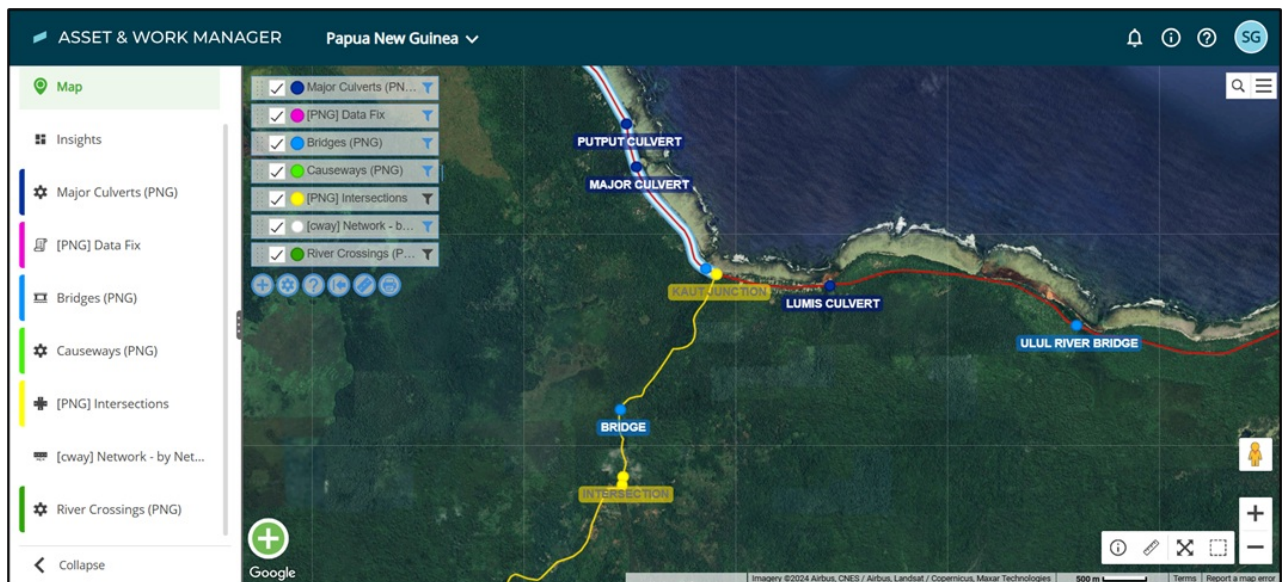 ASSET & WORK MANAGER
Papua New Guinea
SG
Map
Insights
Major Culverts (PNG)
[PNG] Data Fix
Bridges (PNG)
Causeways (PNG)
[PNG] Intersections
[cway] Network - by Net...
River Crossings (PNG)
Collapse
Major Culverts (PN...
[PNG] Data Fix
Bridges (PNG)
Causeways (PNG)
[PNG] Intersections
[cway] Network - b...
River Crossings (P...
PUTPUT CULVERT
MAJOR CULVERT
KAUT JUNCTION
LUMIS CULVERT
ULUL RIVER BRIDGE
BRIDGE
INTERSECTION
Google
Imagery ©2024 Airbus, CNES / Airbus, Landsat / Copernicus, Maxar Technologies
500 m
Terms
Report a map error